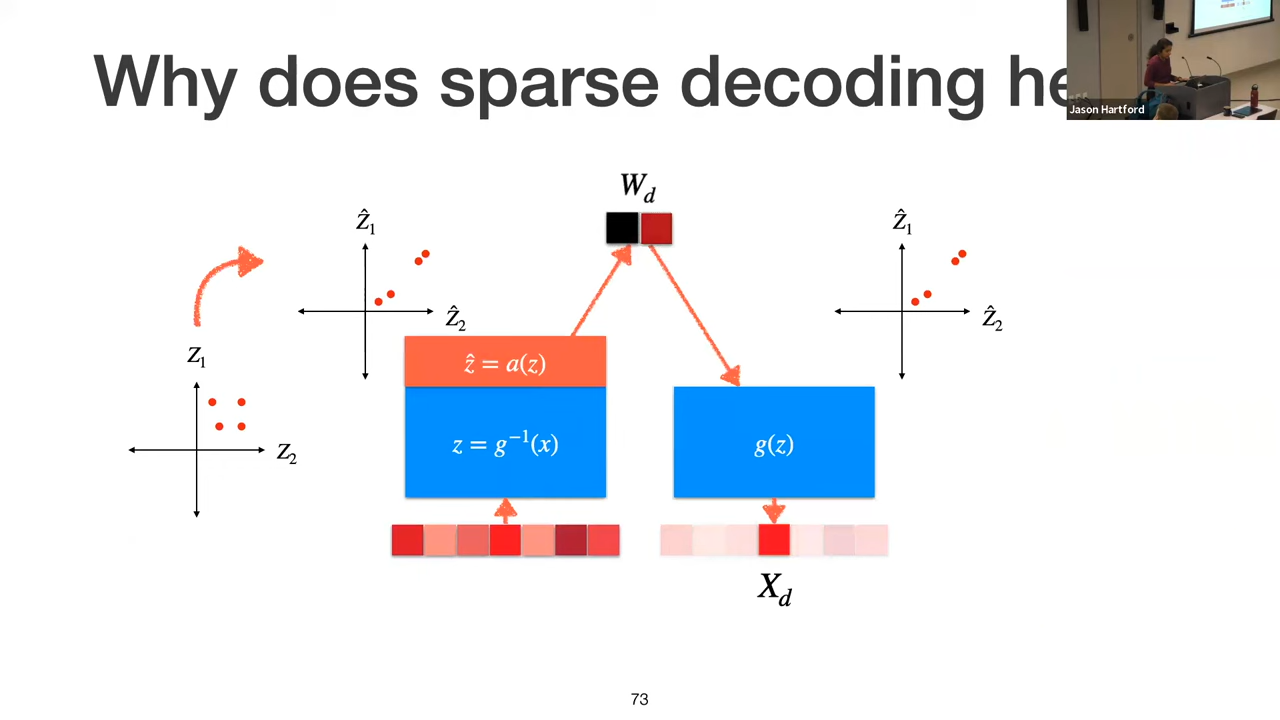 Why does sparse decoding he
Jason Hartford
W_d
Ẑ₁
Ẑ₂
Z₁
Z₂
ẑ = a(z)
z = g⁻¹(x)
g(z)
Ẑ₁
Ẑ₂
X_d
73